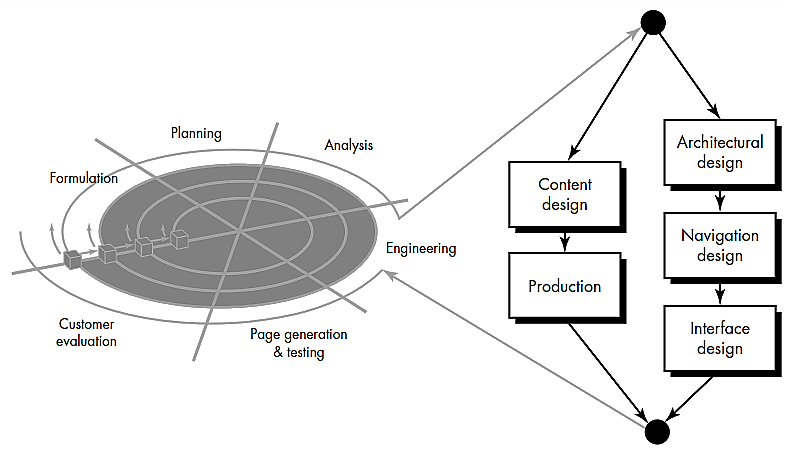 Planning
Analysis
Formulation
Engineering
Customer
evaluation
Page generation
& testing
Content
design
Production
Architectural
design
Navigation
design
Interface
design